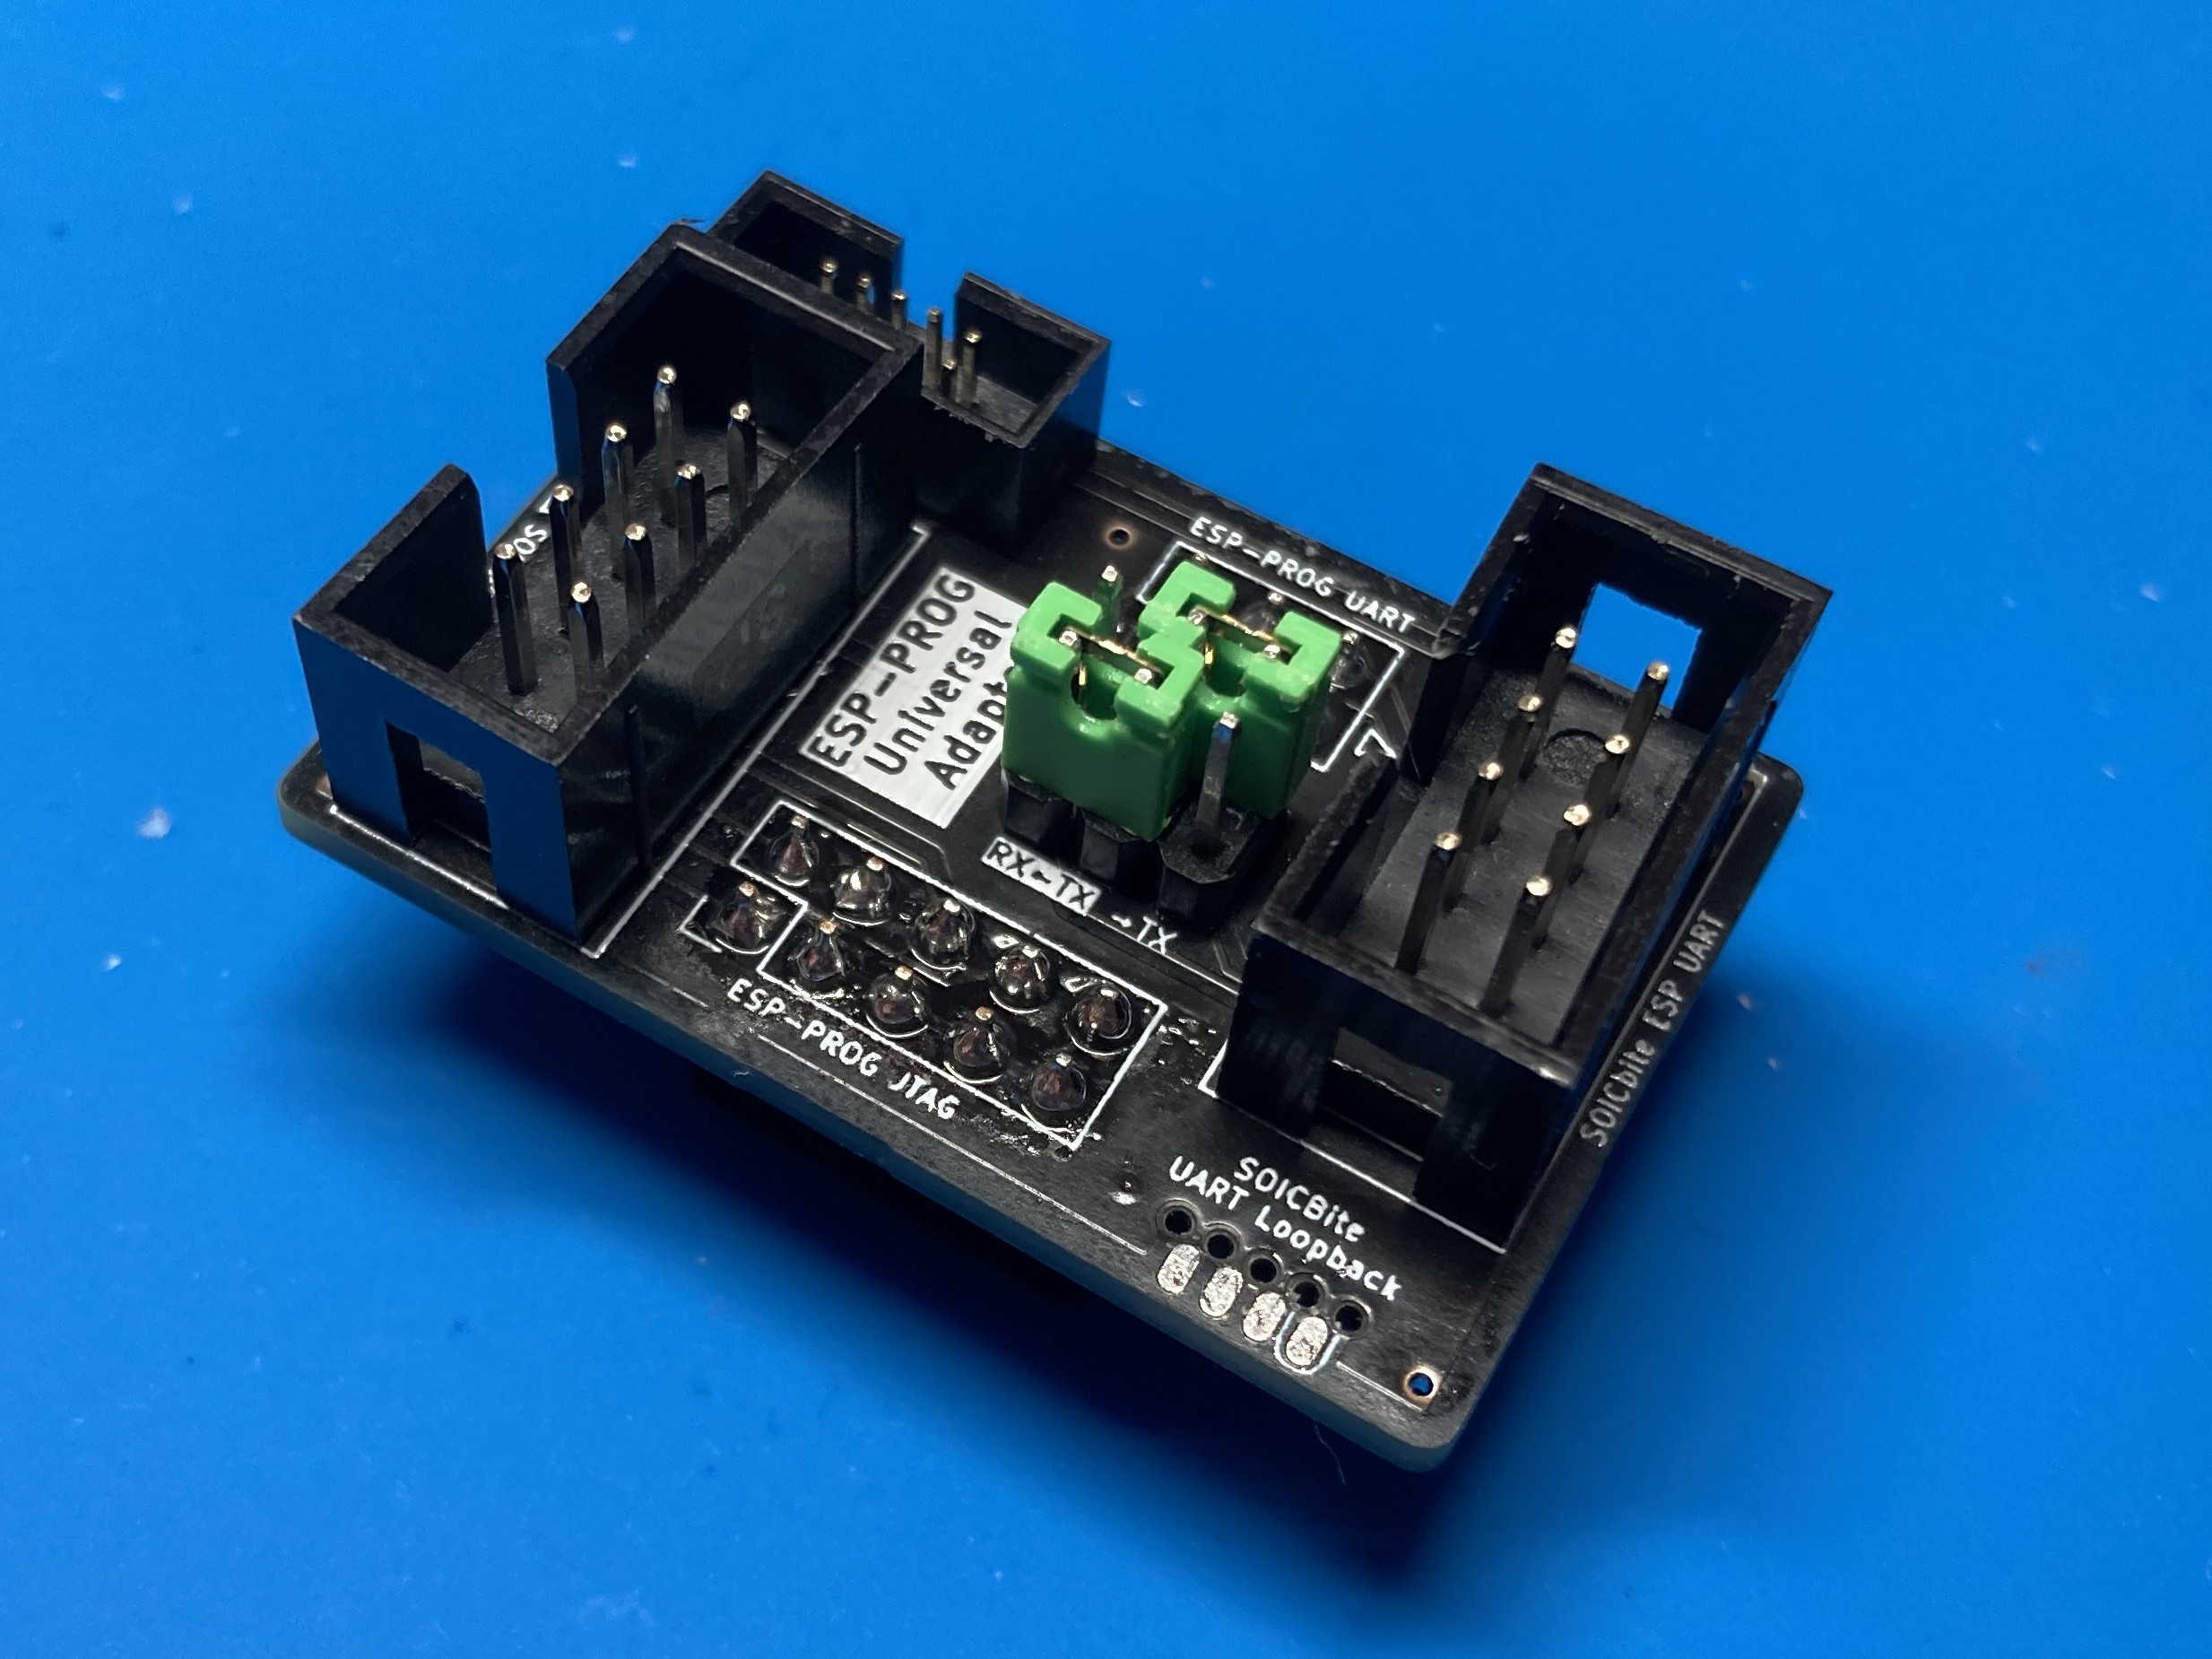 ESP-PROG
Universal
ESP-PROG UART
RX←TX
→TX
ESP-PROG JTAG
SOICbite ESP UART
SOICBite
UART Loopback